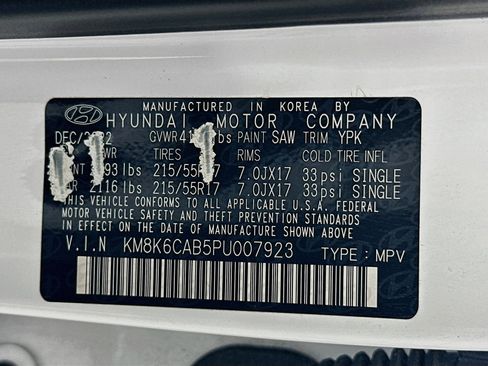 MANUFACTURED IN KOREA BY
HYUNDAI MOTOR COMPANY
GVWR PAINT SAW TRIM YPK
TIRES RIMS COLD TIRE INFL
lbs 215/55R17 7.0JX17 33psi SINGLE
2116 lbs 215/55R17 7.0JX17 33psi SINGLE
THIS VEHICLE CONFORMS TO ALL APPLICABLE U.S.A. FEDERAL
MOTOR VEHICLE SAFETY AND THEFT PREVENTION STANDARDS IN
EFFECT ON THE DATE OF MANUFACTURE SHOWN ABOVE.
V.I.N KM8K6CAB5PU007923 TYPE: MPV